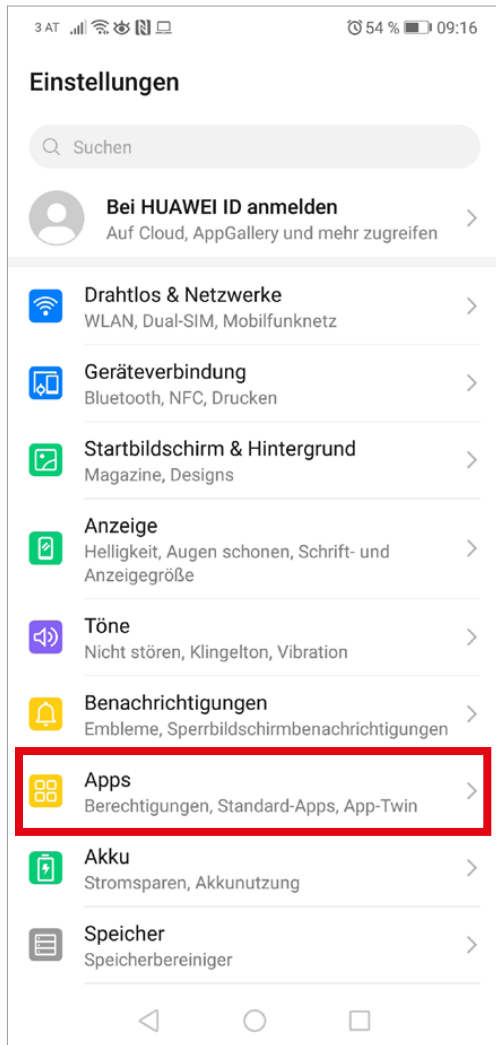 3 AT 54 % 09:16
Einstellungen
Suchen
Bei HUAWEI ID anmelden
Auf Cloud, AppGallery und mehr zugreifen
Drahtlos & Netzwerke
WLAN, Dual-SIM, Mobilfunknetz
Geräteverbindung
Bluetooth, NFC, Drucken
Startbildschirm & Hintergrund
Magazine, Designs
Anzeige
Helligkeit, Augen schonen, Schrift- und
Anzeigegröße
Töne
Nicht stören, Klingelton, Vibration
Benachrichtigungen
Embleme, Sperrbildschirmbenachrichtigungen
Apps
Berechtigungen, Standard-Apps, App-Twin
Akku
Stromsparen, Akkunutzung
Speicher
Speicherbereiniger